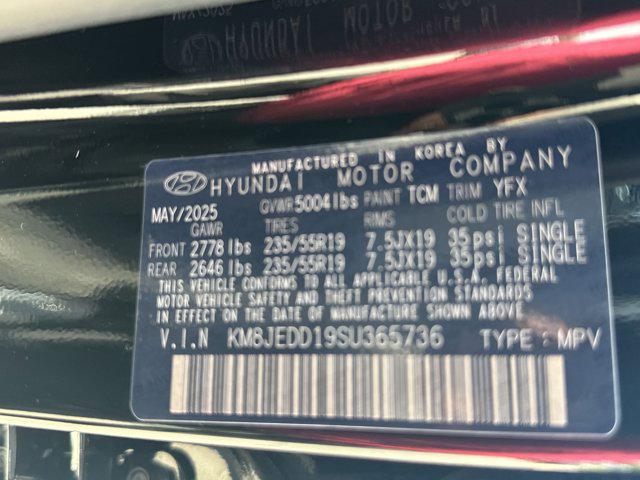 MANUFACTURED IN KOREA BY
HYUNDAI MOTOR COMPANY
MAY/2025 GVWR 5004 lbs PAINT TCM TRIM YFX
GAWR TIRES RIMS COLD TIRE INFL
FRONT 2778 lbs 235/55R19 7.5JX19 35psi SINGLE
REAR 2646 lbs 235/55R19 7.5JX19 35psi SINGLE
THIS VEHICLE CONFORMS TO ALL APPLICABLE U.S.A. FEDERAL
MOTOR VEHICLE SAFETY, BUMPER, AND THEFT PREVENTION STANDARDS
IN EFFECT ON THE DATE OF MANUFACTURE SHOWN ABOVE.
V.I.N KM8JEDD19SU365736 TYPE : MPV